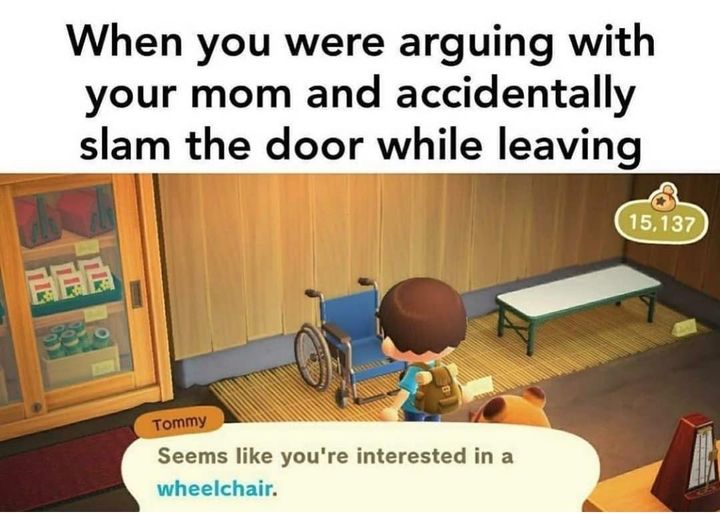 When you were arguing with
your mom and accidentally
slam the door while leaving
15,137
Tommy
Seems like you're interested in a
wheelchair.